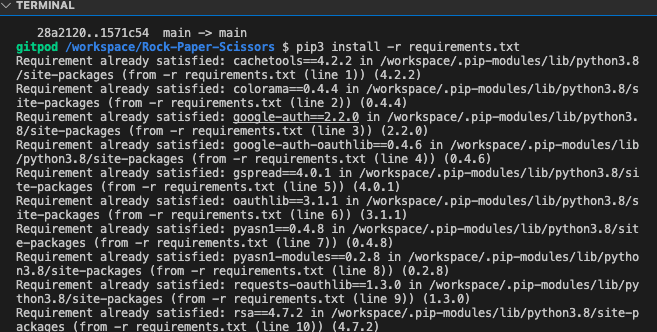 TERMINAL
28a2120..1571c54  main -> main
gitpod /workspace/Rock-Paper-Scissors $ pip3 install -r requirements.txt
Requirement already satisfied: cachetools==4.2.2 in /workspace/.pip-modules/lib/python3.8
/site-packages (from -r requirements.txt (line 1)) (4.2.2)
Requirement already satisfied: colorama==0.4.4 in /workspace/.pip-modules/lib/python3.8/s
ite-packages (from -r requirements.txt (line 2)) (0.4.4)
Requirement already satisfied: google-auth==2.2.0 in /workspace/.pip-modules/lib/python3.
8/site-packages (from -r requirements.txt (line 3)) (2.2.0)
Requirement already satisfied: google-auth-oauthlib==0.4.6 in /workspace/.pip-modules/lib
/python3.8/site-packages (from -r requirements.txt (line 4)) (0.4.6)
Requirement already satisfied: gspread==4.0.1 in /workspace/.pip-modules/lib/python3.8/si
te-packages (from -r requirements.txt (line 5)) (4.0.1)
Requirement already satisfied: oauthlib==3.1.1 in /workspace/.pip-modules/lib/python3.8/s
ite-packages (from -r requirements.txt (line 6)) (3.1.1)
Requirement already satisfied: pyasn1==0.4.8 in /workspace/.pip-modules/lib/python3.8/sit
e-packages (from -r requirements.txt (line 7)) (0.4.8)
Requirement already satisfied: pyasn1-modules==0.2.8 in /workspace/.pip-modules/lib/pytho
n3.8/site-packages (from -r requirements.txt (line 8)) (0.2.8)
Requirement already satisfied: requests-oauthlib==1.3.0 in /workspace/.pip-modules/lib/py
thon3.8/site-packages (from -r requirements.txt (line 9)) (1.3.0)
Requirement already satisfied: rsa==4.7.2 in /workspace/.pip-modules/lib/python3.8/site-p
ackages (from -r requirements.txt (line 10)) (4.7.2)